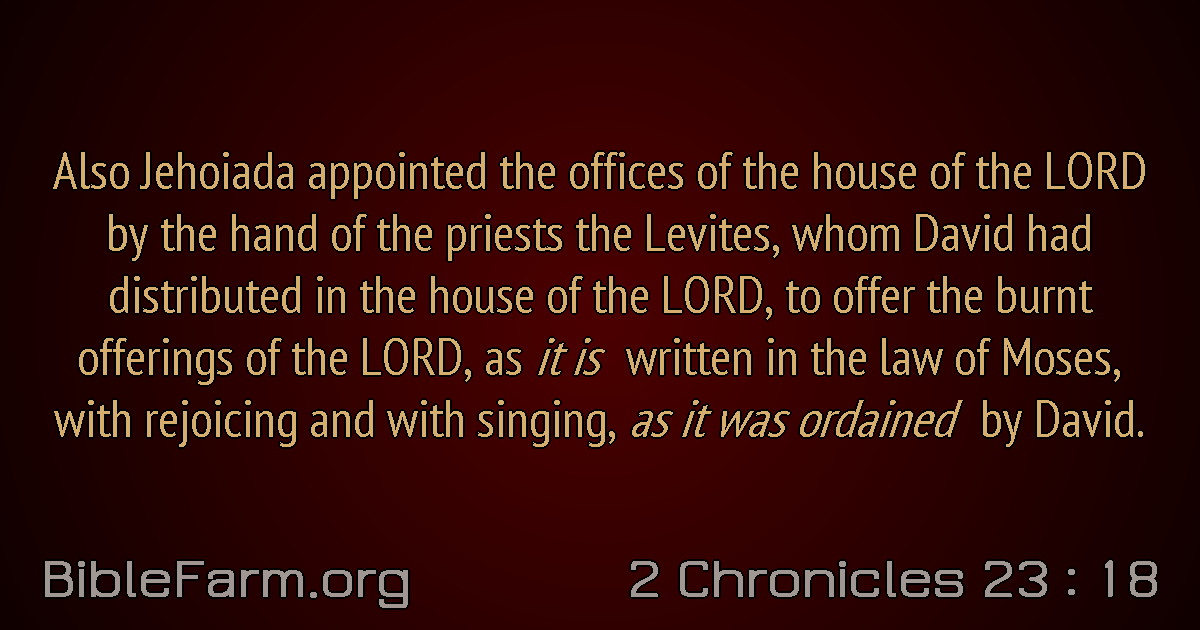 Also Jehoiada appointed the offices of the house of the LORD
by the hand of the priests the Levites, whom David had
distributed in the house of the LORD, to offer the burnt
offerings of the LORD, as it is written in the law of Moses,
with rejoicing and with singing, as it was ordained by David.
BibleFarm.org
2 Chronicles 23 : 18